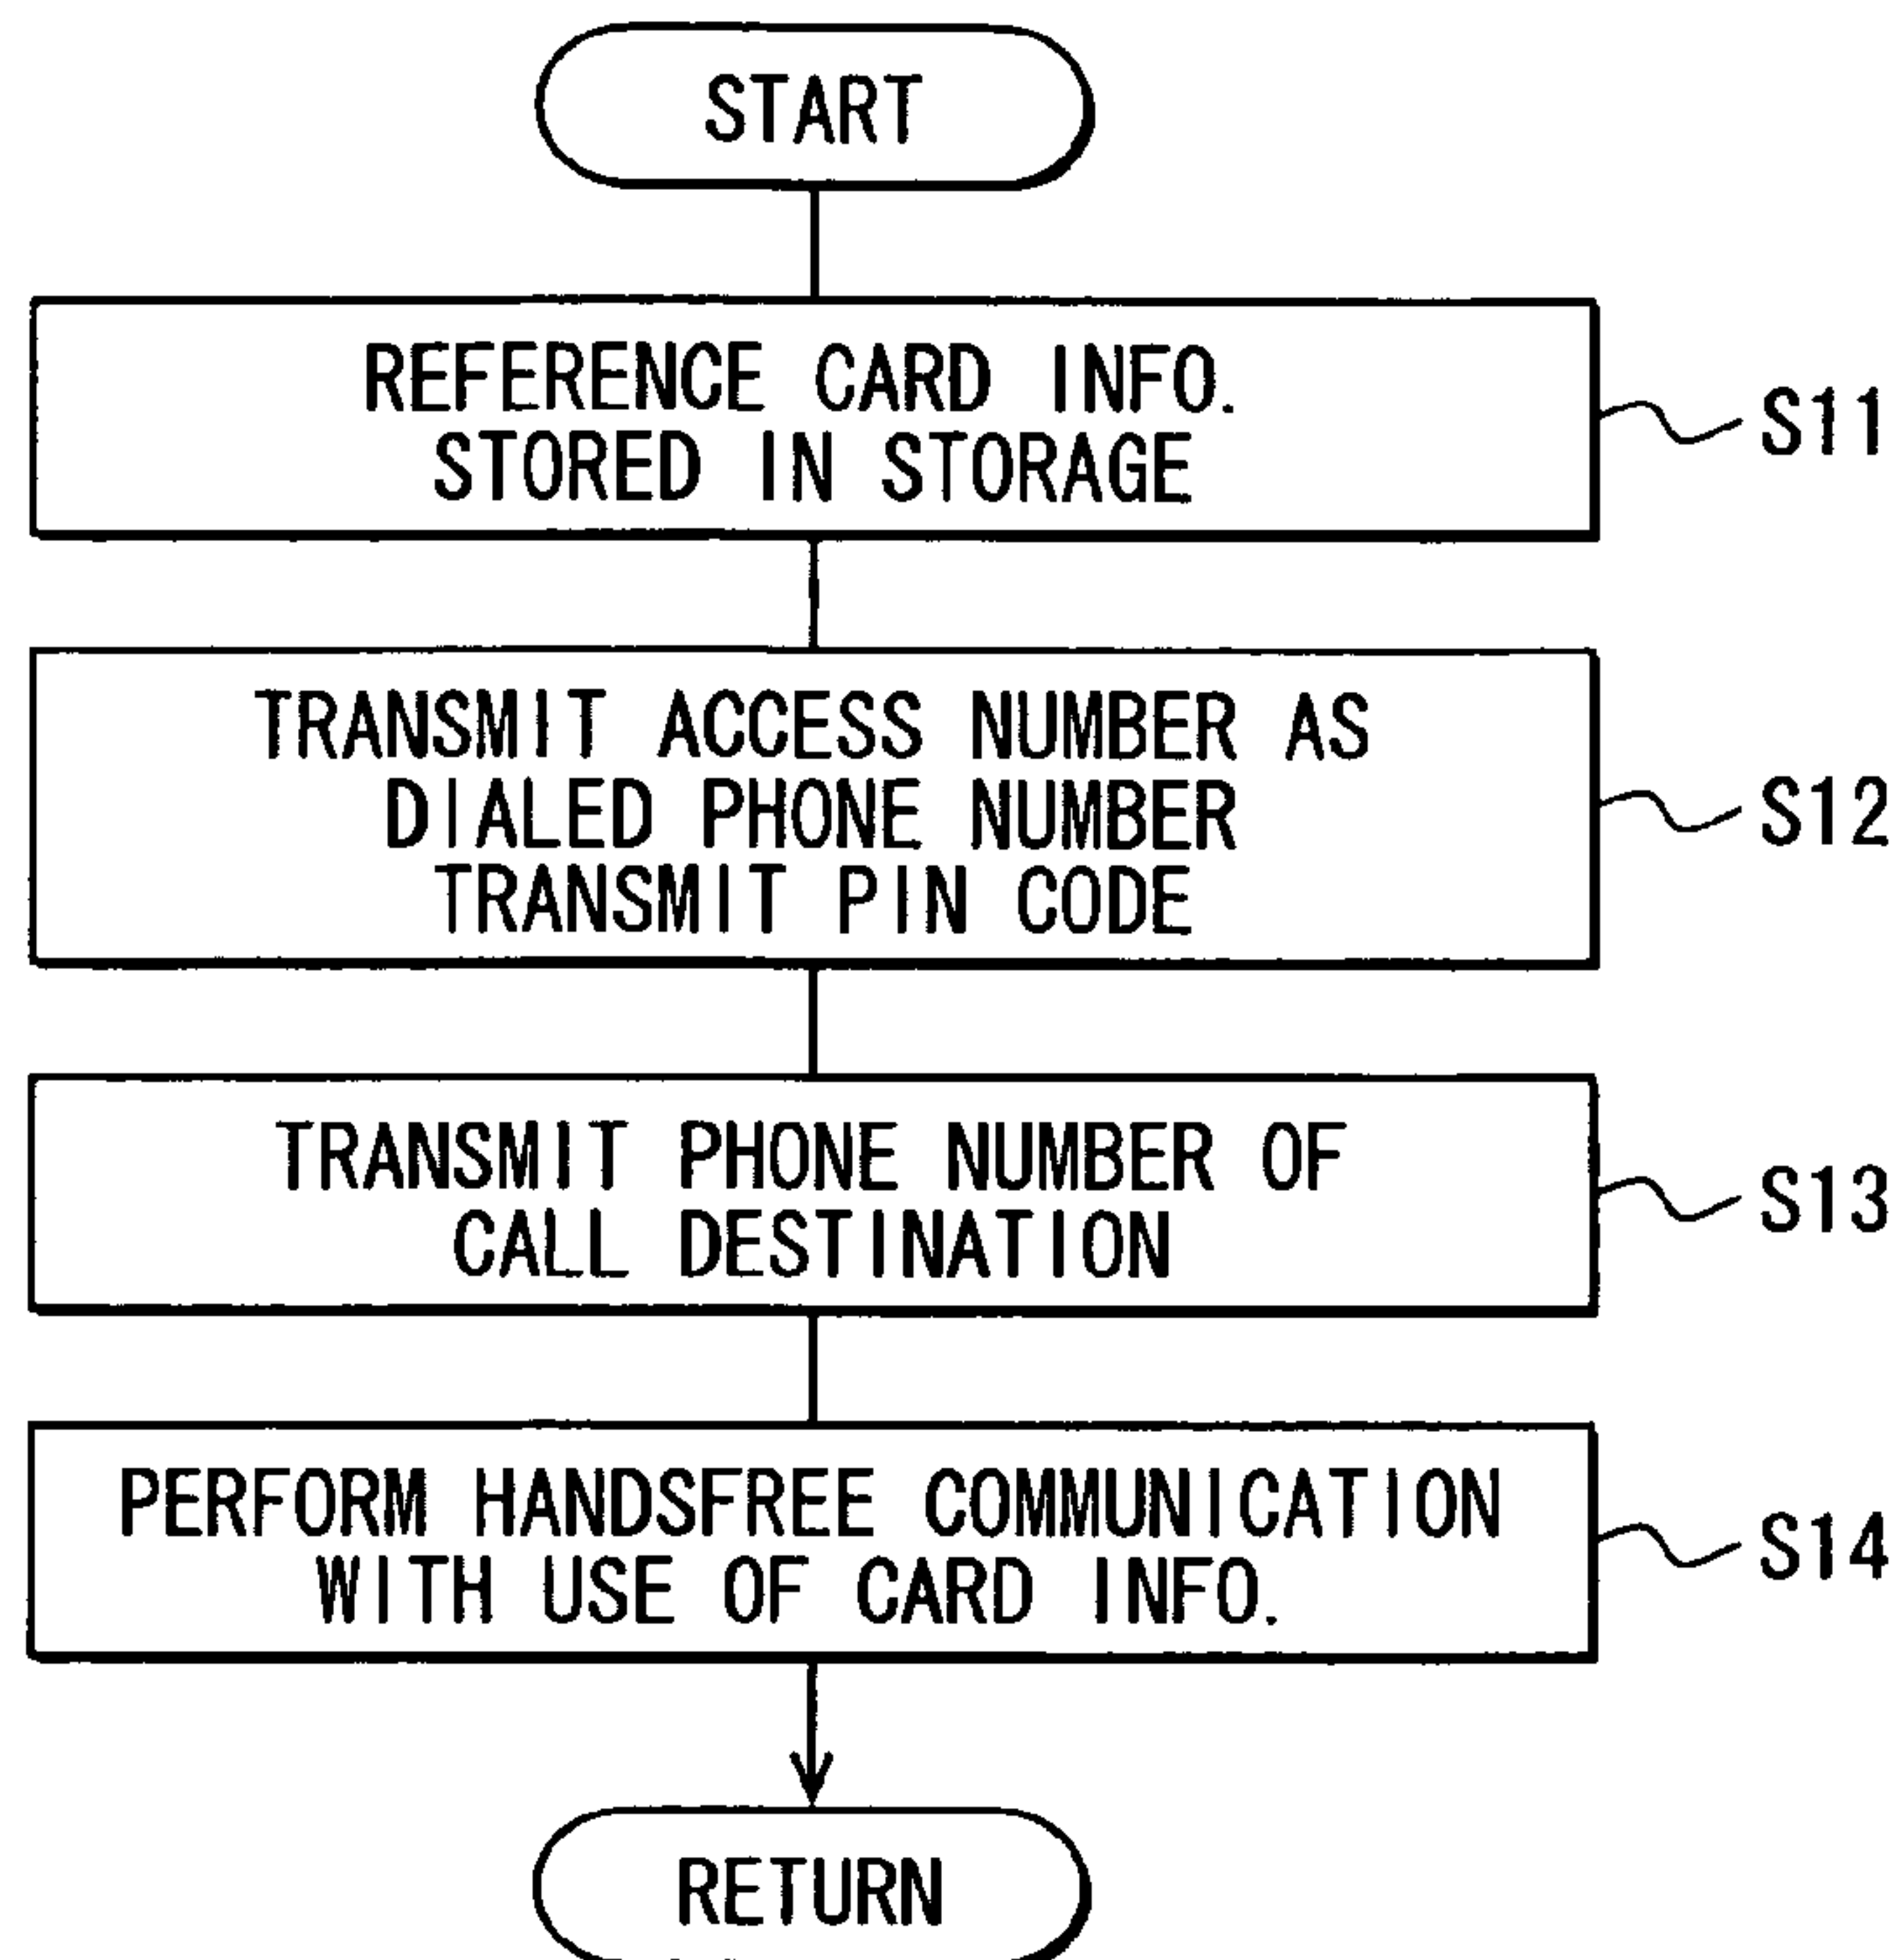 START
REFERENCE CARD INFO.
STORED IN STORAGE
S11
TRANSMIT ACCESS NUMBER AS
DIALED PHONE NUMBER
TRANSMIT PIN CODE
S12
TRANSMIT PHONE NUMBER OF
CALL DESTINATION
S13
PERFORM HANDSFREE COMMUNICATION
WITH USE OF CARD INFO.
S14
RETURN